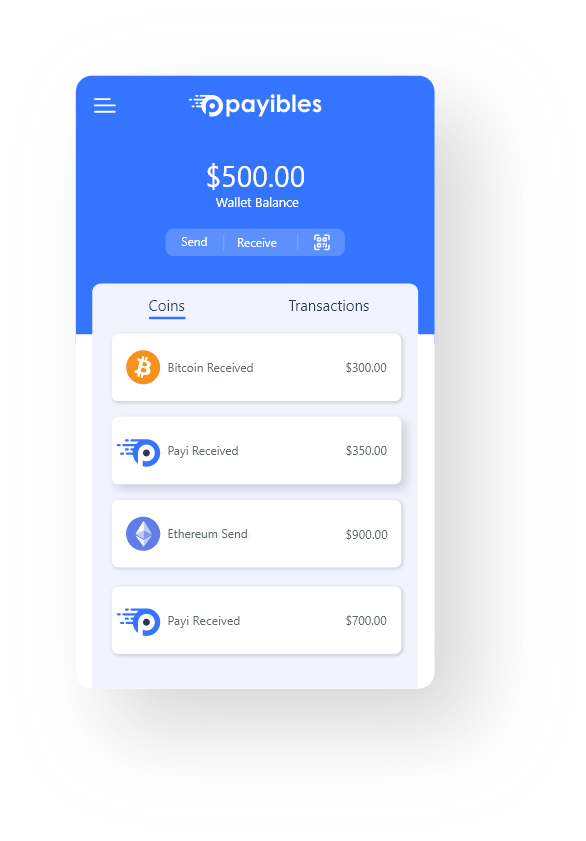 payibles
$500.00
Wallet Balance
Send Receive
Coins Transactions
Bitcoin Received $300.00
Payi Received $350.00
Ethereum Send $900.00
Payi Received $700.00